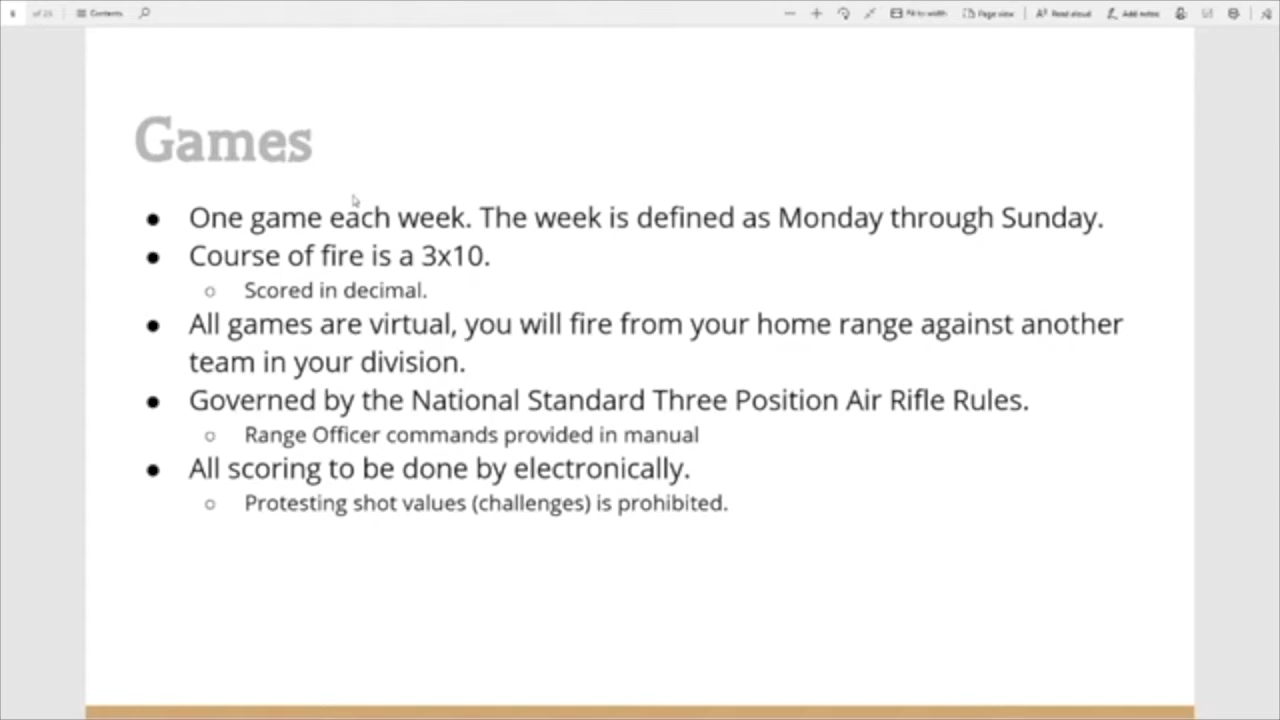 6 of 23 Contents Fit to width Page view Read aloud Add notes
Games
● One game each week. The week is defined as Monday through Sunday.
● Course of fire is a 3x10.
○ Scored in decimal.
● All games are virtual, you will fire from your home range against another
team in your division.
● Governed by the National Standard Three Position Air Rifle Rules.
○ Range Officer commands provided in manual
● All scoring to be done by electronically.
○ Protesting shot values (challenges) is prohibited.